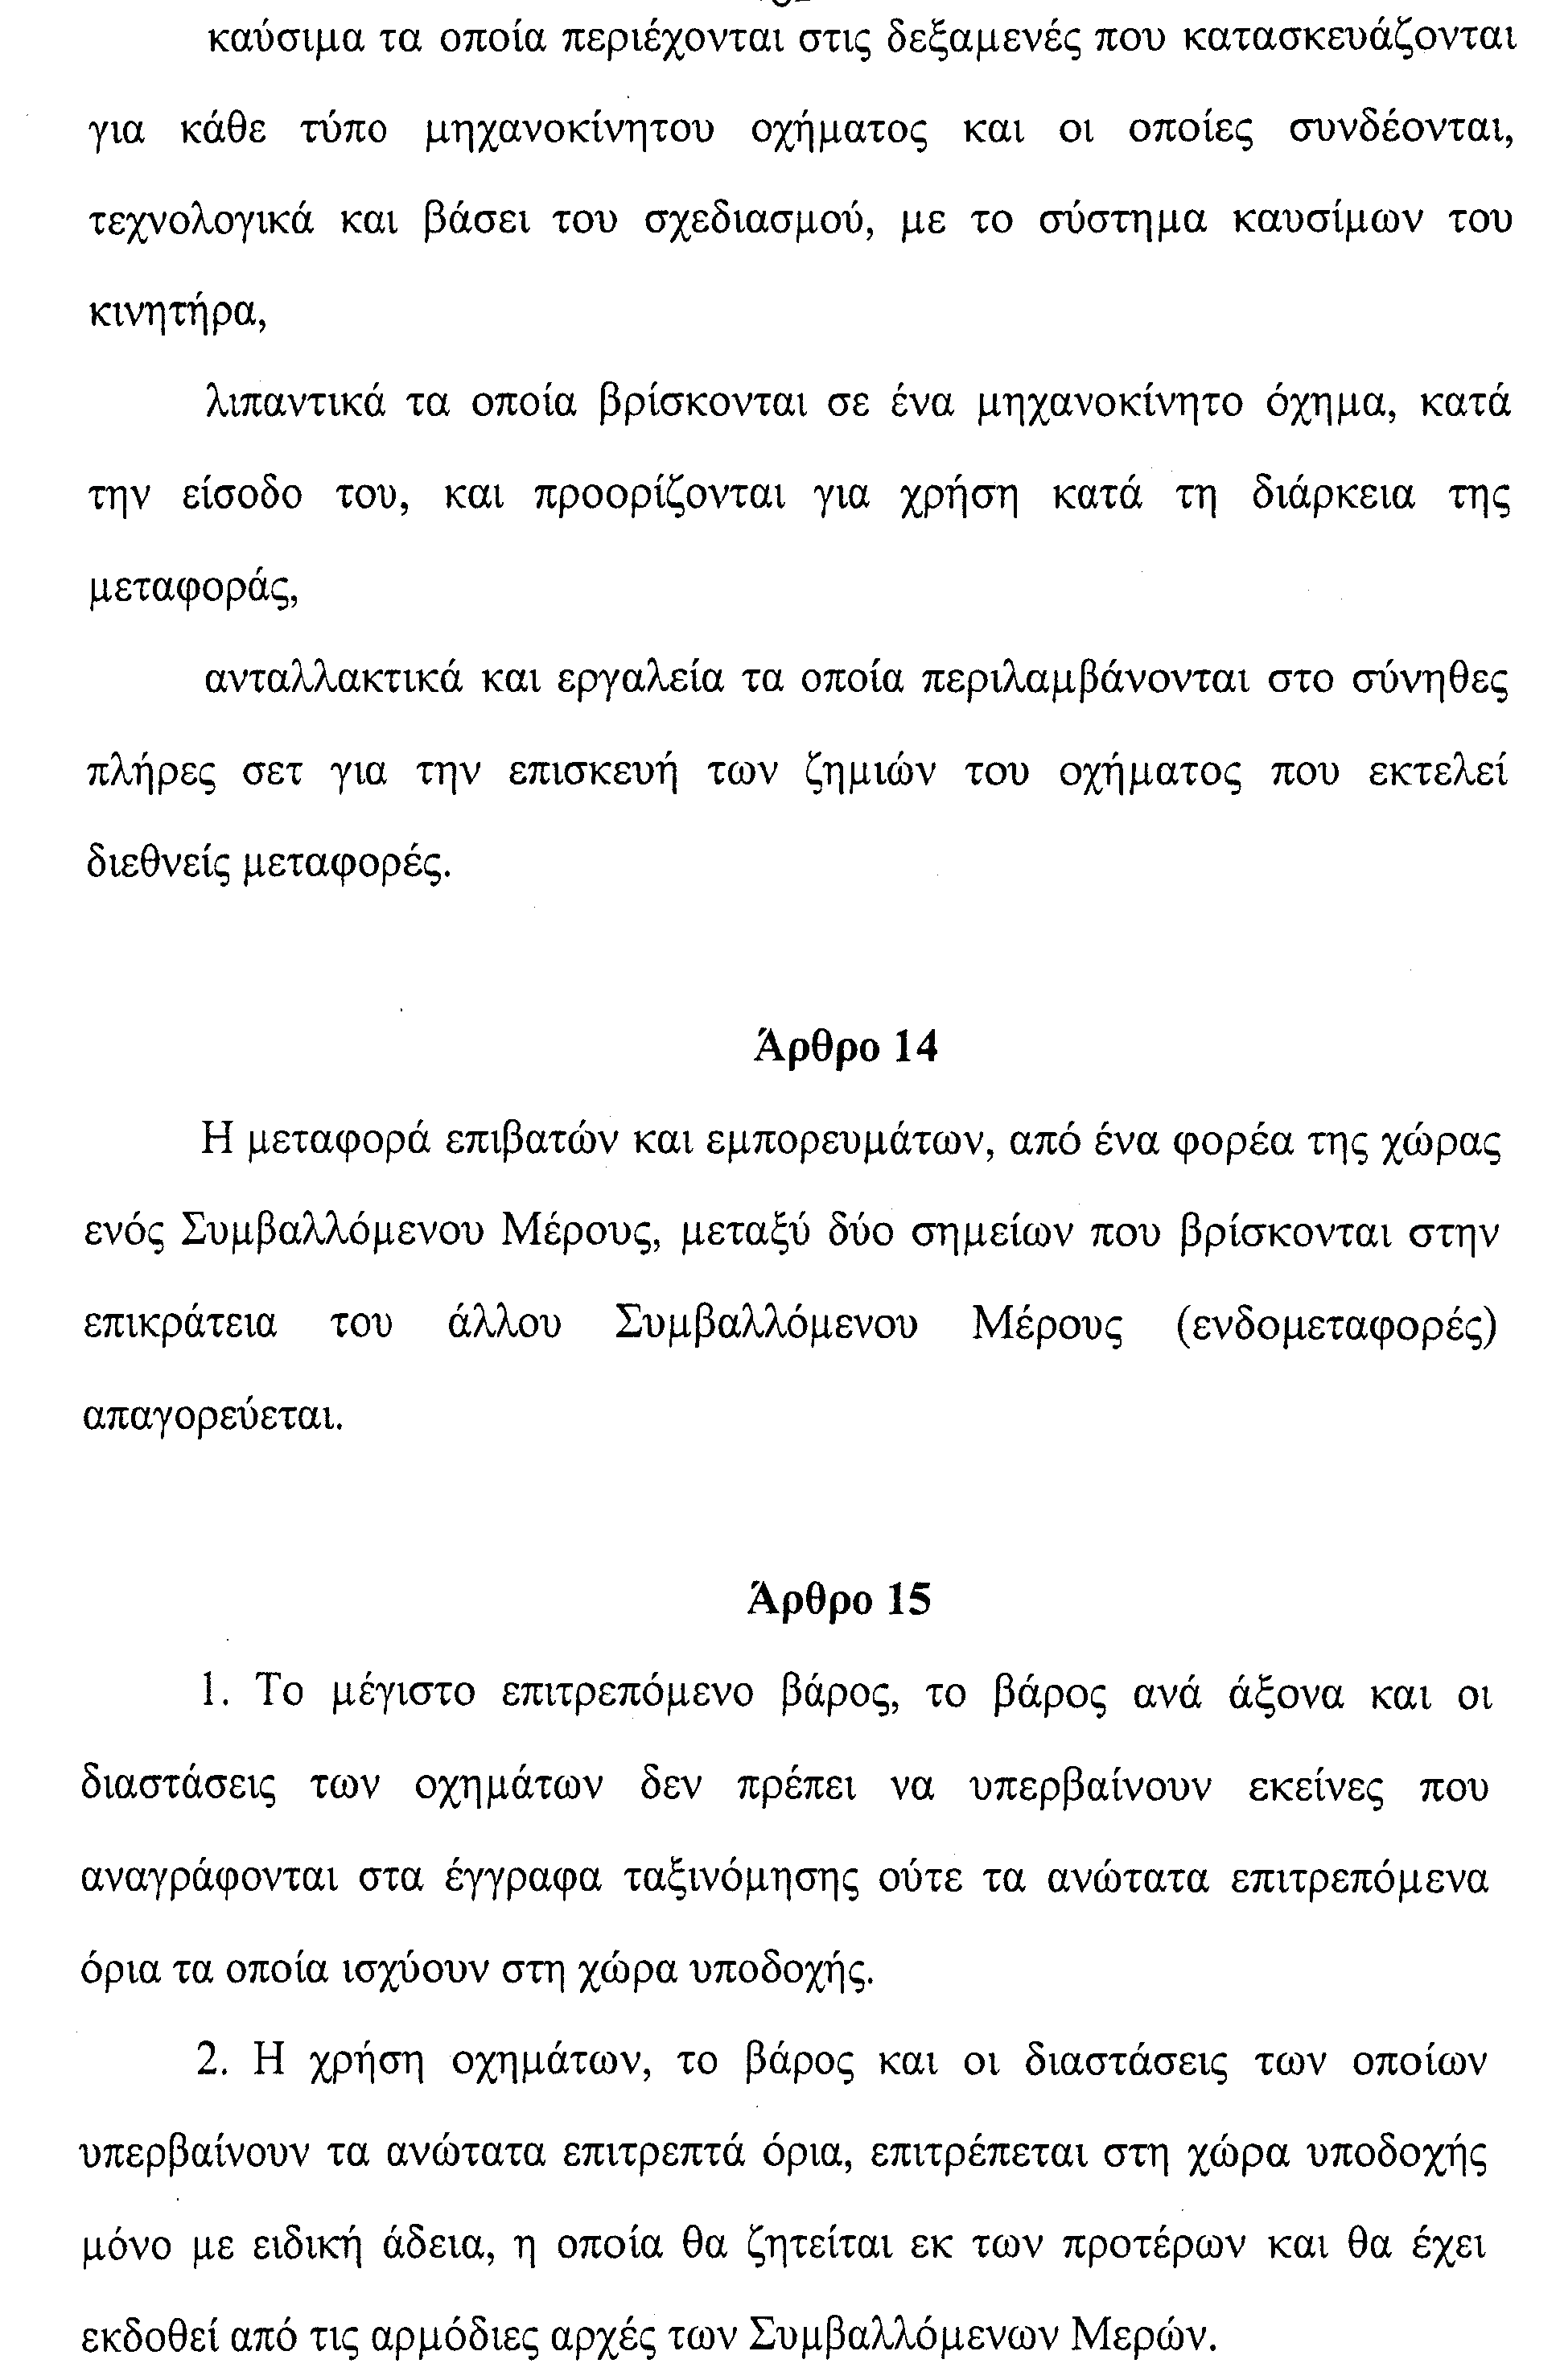 καύσιμα τα οποία περιέχονται στις δεξαμενές που κατασκευάζονται
για κάθε τύπο μηχανοκίνητου οχήματος και οι οποίες συνδέονται,
τεχνολογικά και βάσει του σχεδιασμού, με το σύστημα καυσίμων του
κινητήρα,
λιπαντικά τα οποία βρίσκονται σε ένα μηχανοκίνητο όχημα, κατά
την είσοδο του, και προορίζονται για χρήση κατά τη διάρκεια της
μεταφοράς,
ανταλλακτικά και εργαλεία τα οποία περιλαμβάνονται στο σύνηθες
πλήρες σετ για την επισκευή των ζημιών του οχήματος που εκτελεί
διεθνείς μεταφορές.
Άρθρο 14
Η μεταφορά επιβατών και εμπορευμάτων, από ένα φορέα της χώρας
ενός Συμβαλλόμενου Μέρους, μεταξύ δύο σημείων που βρίσκονται στην
επικράτεια του άλλου Συμβαλλόμενου Μέρους (ενδομεταφορές)
απαγορεύεται.
Άρθρο 15
1. Το μέγιστο επιτρεπόμενο βάρος, το βάρος ανά άξονα και οι
διαστάσεις των οχημάτων δεν πρέπει να υπερβαίνουν εκείνες που
αναγράφονται στα έγγραφα ταξινόμησης ούτε τα ανώτατα επιτρεπόμενα
όρια τα οποία ισχύουν στη χώρα υποδοχής.
2. Η χρήση οχημάτων, το βάρος και οι διαστάσεις των οποίων
υπερβαίνουν τα ανώτατα επιτρεπτά όρια, επιτρέπεται στη χώρα υποδοχής
μόνο με ειδική άδεια, η οποία θα ζητείται εκ των προτέρων και θα έχει
εκδοθεί από τις αρμόδιες αρχές των Συμβαλλόμενων Μερών.